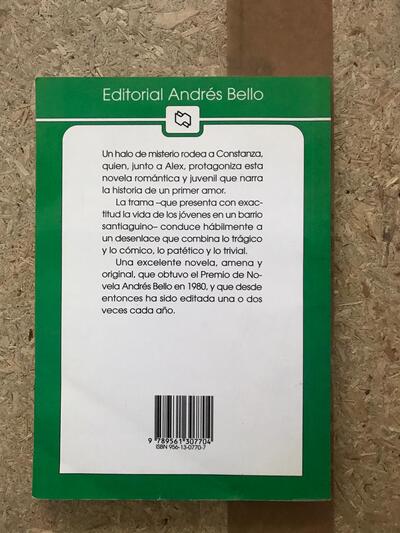 Editorial Andrés Bello
Un halo de misterio rodea a Constanza,
quien, junto a Alex, protagoniza esta
novela romántica y juvenil que narra
la historia de un primer amor.
La trama –que presenta con exac-
titud la vida de los jóvenes en un barrio
santiaguino– conduce hábilmente a
un desenlace que combina lo trágico
y lo cómico, lo patético y lo trivial.
Una excelente novela, amena y
original, que obtuvo el Premio de No-
vela Andrés Bello en 1980, y que desde
entonces ha sido editada una o dos
veces cada año.
9 789561 307704
ISBN 956-13-0770-7